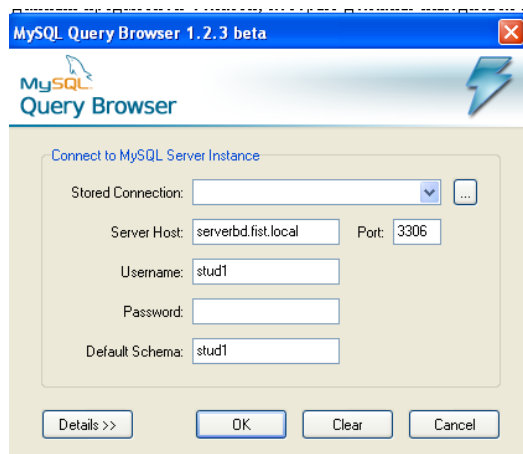 MySQL Query Browser 1.2.3 beta
MySQL
Query Browser
Connect to MySQL Server Instance
Stored Connection:
...
Server Host: serverbd.fist.local Port: 3306
Username: stud1
Password:
Default Schema: stud1
Details >> OK Clear Cancel